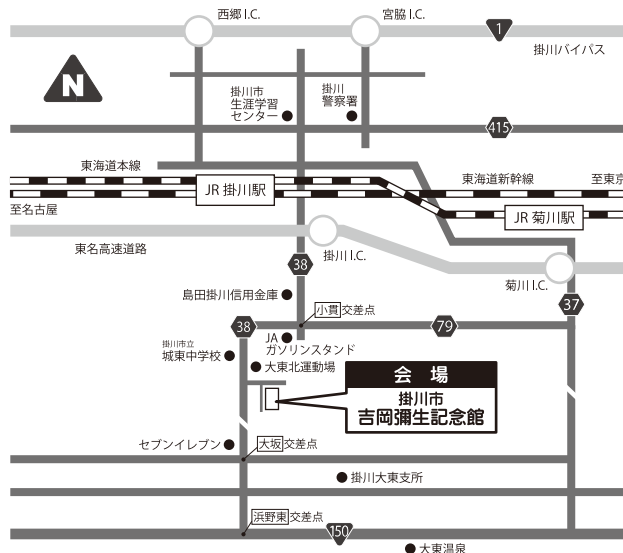 西郷 I.C.
宮脇 I.C.
1
掛川バイパス
N
掛川市
生涯学習
センター
掛川
警察署
415
東海道本線
JR 掛川駅
東海道新幹線
至東京
至名古屋
JR 菊川駅
東名高速道路
掛川 I.C.
38
菊川 I.C.
島田掛川信用金庫
37
小貫交差点
38
79
JA
ガソリンスタンド
掛川市立
城東中学校
大東北運動場
会場
掛川市
吉岡彌生記念館
セブンイレブン
大坂交差点
掛川大東支所
浜野東交差点
150
大東温泉